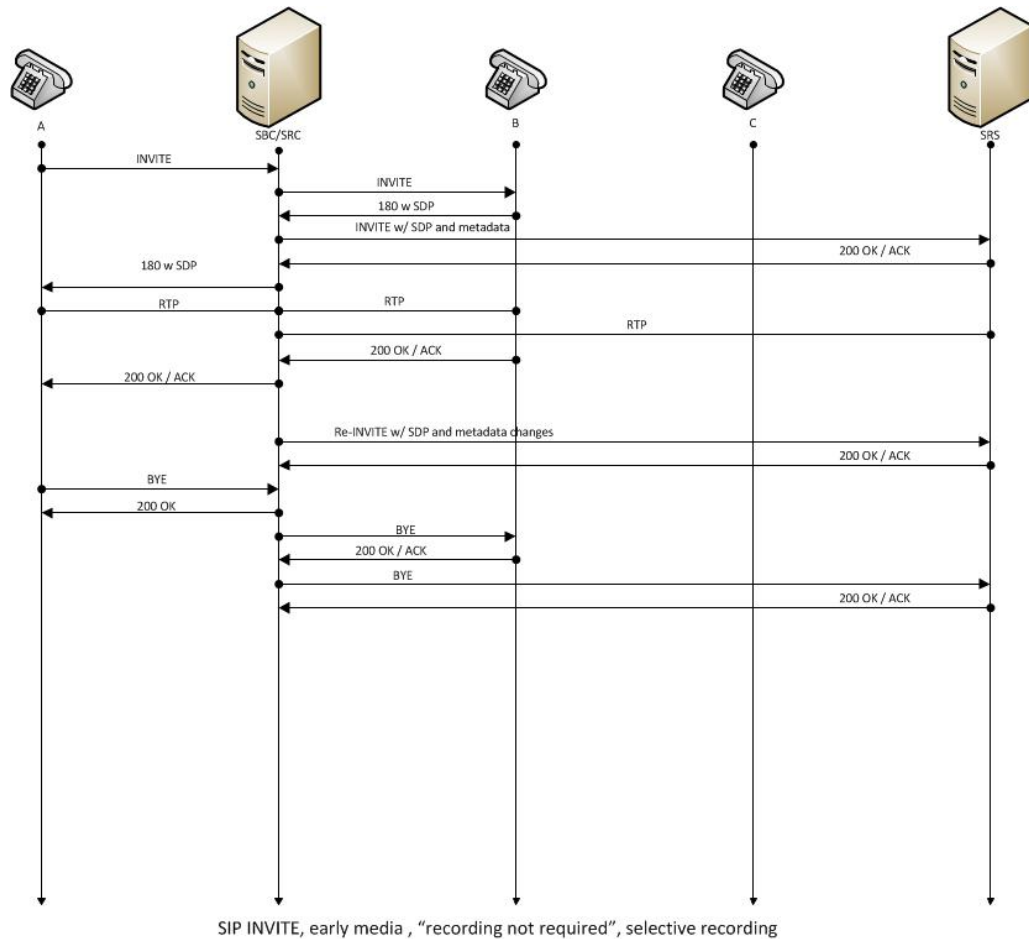 A
SBC/SRC
B
C
SRS
INVITE
INVITE
180 w SDP
INVITE w/ SDP and metadata
200 OK / ACK
180 w SDP
RTP
RTP
RTP
200 OK / ACK
200 OK / ACK
Re-INVITE w/ SDP and metadata changes
200 OK / ACK
BYE
200 OK
BYE
200 OK / ACK
BYE
200 OK / ACK
SIP INVITE, early media , “recording not required”, selective recording